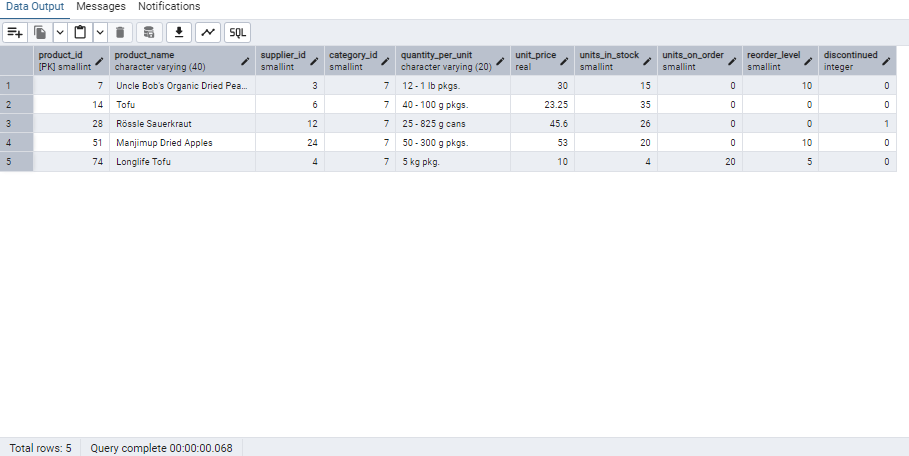 Data Output Messages Notifications
SQL
product_id product_name supplier_id category_id quantity_per_unit unit_price units_in_stock units_on_order reorder_level discontinued
[PK] smallint character varying (40) smallint smallint character varying (20) real smallint smallint smallint integer
1 7 Uncle Bob's Organic Dried Pea... 3 7 12 - 1 lb pkgs. 30 15 0 10 0
2 14 Tofu 6 7 40 - 100 g pkgs. 23.25 35 0 0 0
3 28 Rössle Sauerkraut 12 7 25 - 825 g cans 45.6 26 0 0 1
4 51 Manjimup Dried Apples 24 7 50 - 300 g pkgs. 53 20 0 10 0
5 74 Longlife Tofu 4 7 5 kg pkg. 10 4 20 5 0
Total rows: 5 Query complete 00:00:00.068